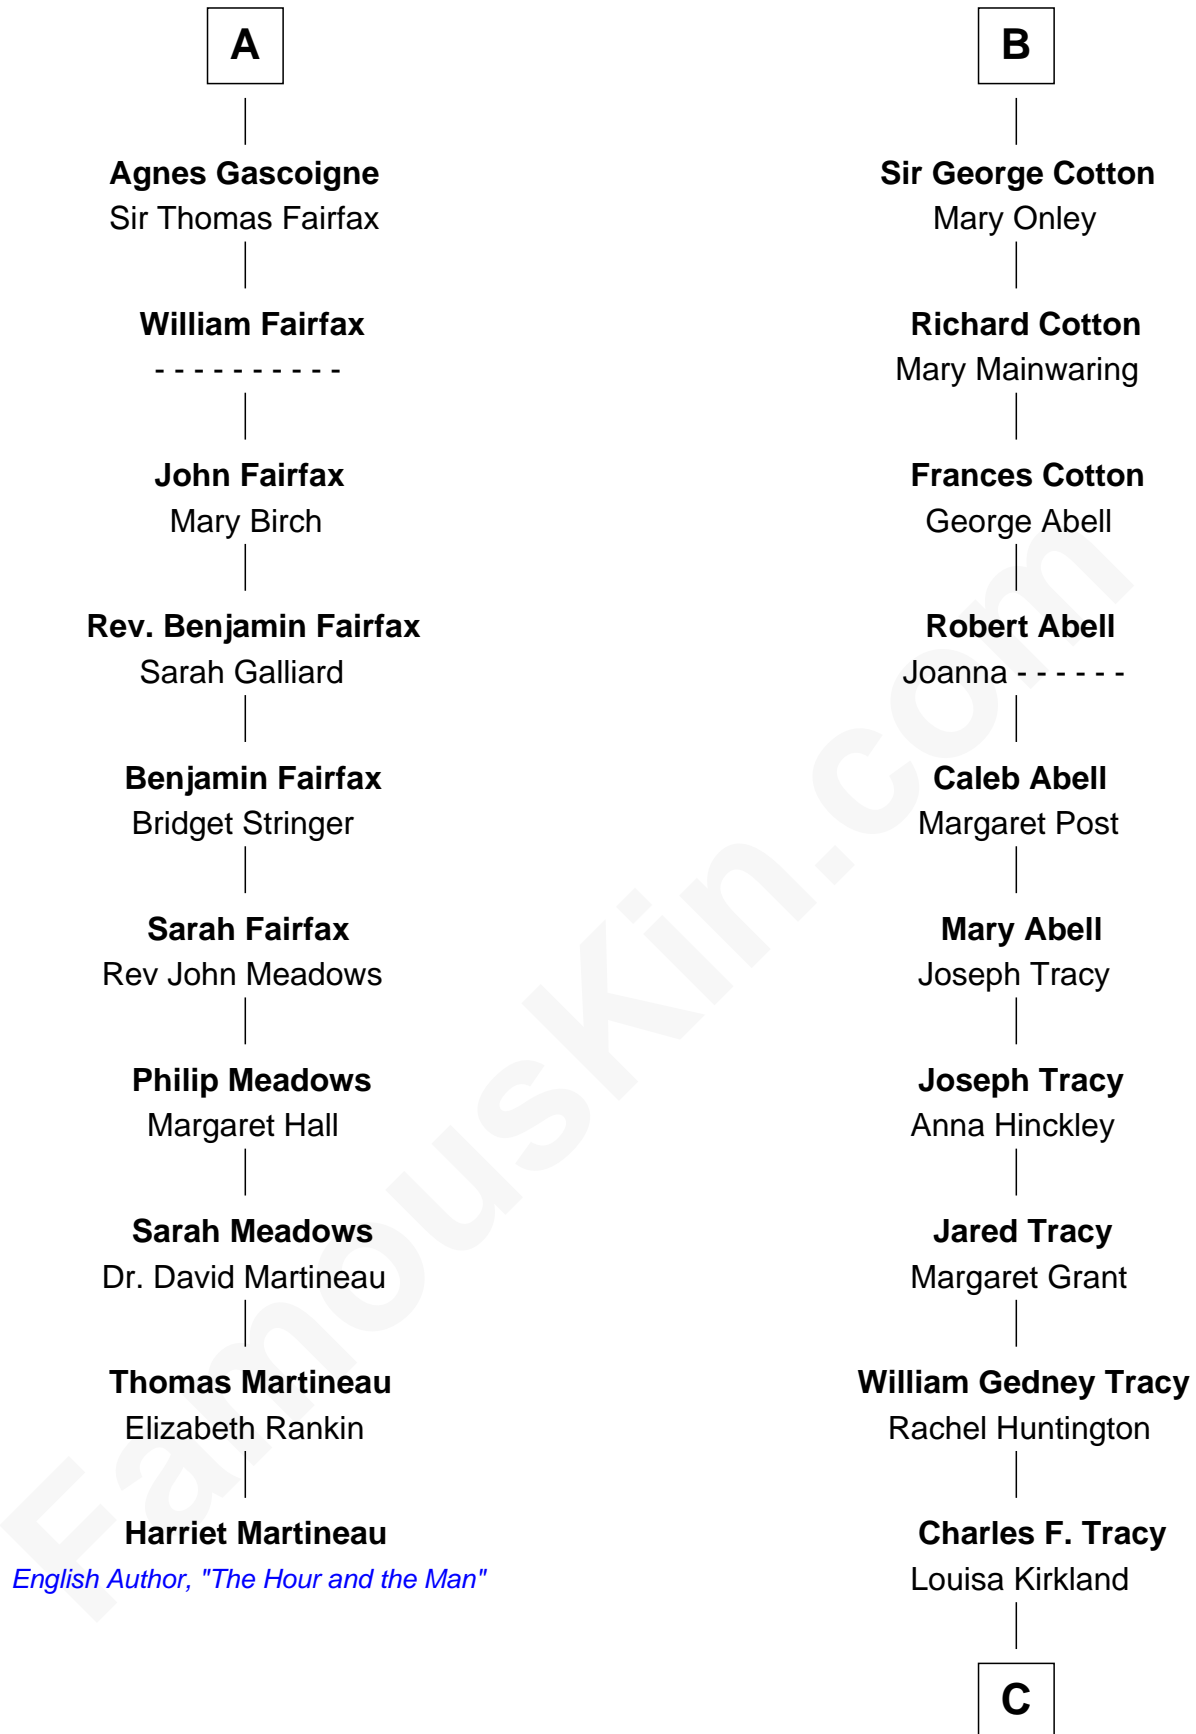 A
Agnes Gascoigne
Sir Thomas Fairfax
William Fairfax
- - - - - - - - - -
John Fairfax
Mary Birch
Rev. Benjamin Fairfax
Sarah Galliard
Benjamin Fairfax
Bridget Stringer
Sarah Fairfax
Rev John Meadows
Philip Meadows
Margaret Hall
Sarah Meadows
Dr. David Martineau
Thomas Martineau
Elizabeth Rankin
Harriet Martineau
English Author, "The Hour and the Man"
B
Sir George Cotton
Mary Onley
Richard Cotton
Mary Mainwaring
Frances Cotton
George Abell
Robert Abell
Joanna - - - - - -
Caleb Abell
Margaret Post
Mary Abell
Joseph Tracy
Joseph Tracy
Anna Hinckley
Jared Tracy
Margaret Grant
William Gedney Tracy
Rachel Huntington
Charles F. Tracy
Louisa Kirkland
C
FamousKin.com